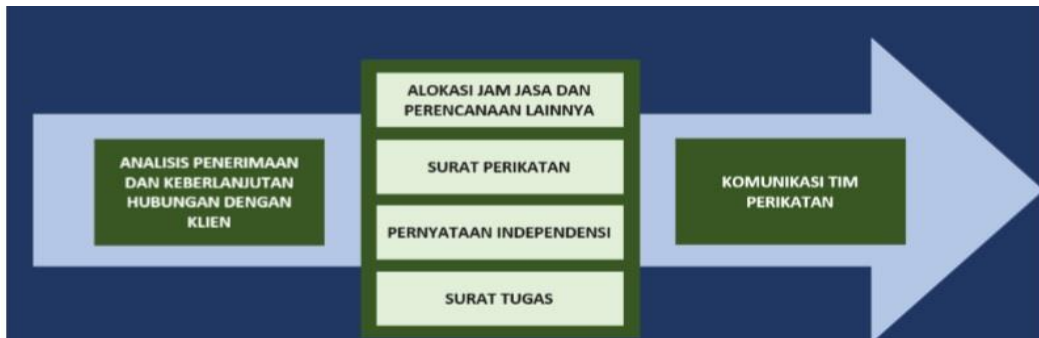 ANALISIS PENERIMAAN
DAN KEBERLANJUTAN
HUBUNGAN DENGAN
KLIEN
ALOKASI JAM JASA DAN
PERENCANAAN LAINNYA
SURAT PERIKATAN
PERNYATAAN INDEPENDENSI
SURAT TUGAS
KOMUNIKASI TIM
PERIKATAN